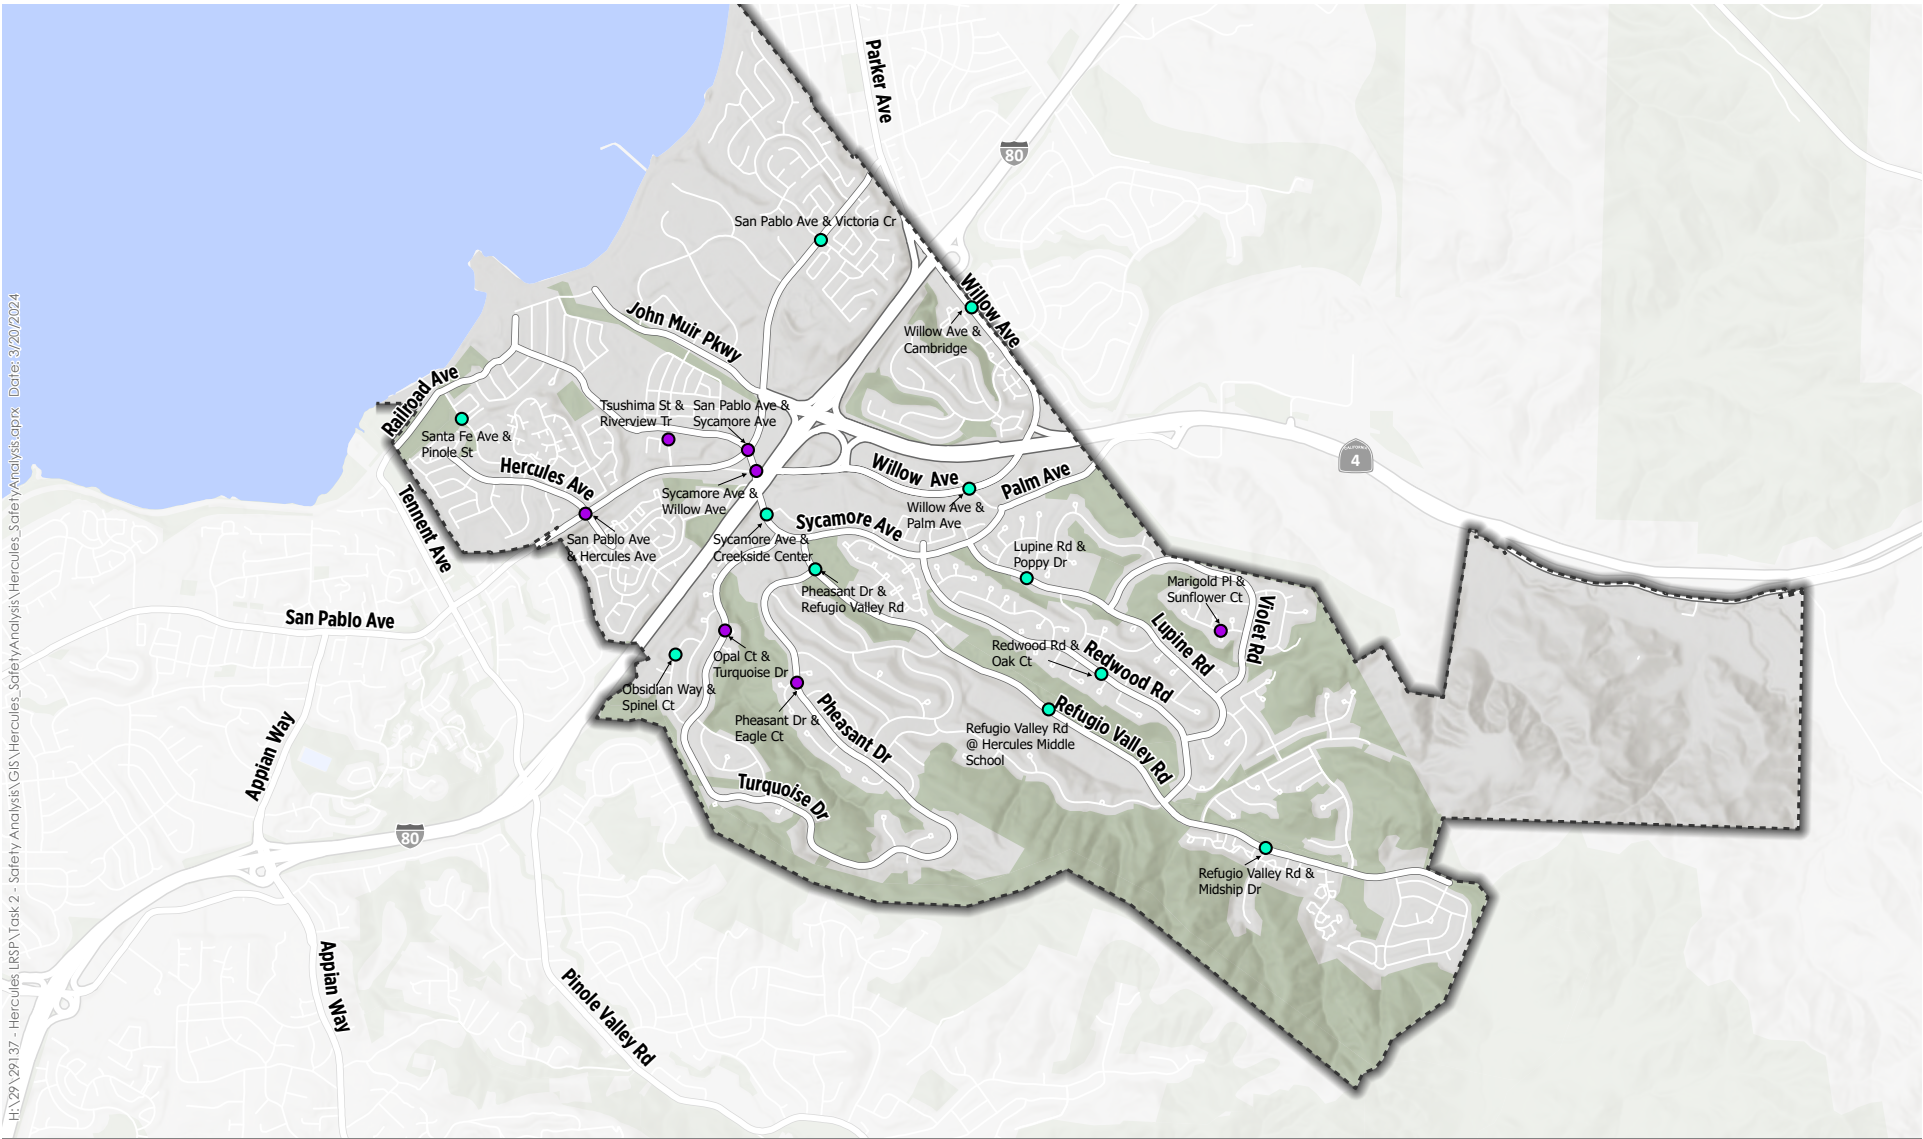 Parker Ave
80
San Pablo Ave & Victoria Cr
Willow Ave
John Muir Pkwy
Willow Ave &
Cambridge
Railroad Ave
Tsushima St &
Riverview Tr
San Pablo Ave &
Sycamore Ave
Santa Fe Ave &
Pinole St
Hercules Ave
Willow Ave
Palm Ave
CALIFORNIA
4
Sycamore Ave &
Willow Ave
Willow Ave &
Palm Ave
Tennent Ave
San Pablo Ave
& Hercules Ave
Sycamore Ave
Sycamore Ave &
Creekside Center
Lupine Rd &
Poppy Dr
Marigold Pl &
Sunflower Ct
Pheasant Dr &
Refugio Valley Rd
Violet Rd
San Pablo Ave
Lupine Rd
Redwood Rd &
Oak Ct
Redwood Rd
Opal Ct &
Turquoise Dr
Obsidian Way &
Spinel Ct
Pheasant Dr &
Eagle Ct
Pheasant Dr
Refugio Valley Rd
Refugio Valley Rd
@ Hercules Middle
School
Appian Way
Turquoise Dr
80
Refugio Valley Rd &
Midship Dr
Appian Way
Pinole Valley Rd
H:\29\29137 - Hercules LRSP\Task 2 - Safety Analysis\GIS\Hercules_SafetyAnalysis\Hercules_SafetyAnalysis.aprx Date: 3/20/2024